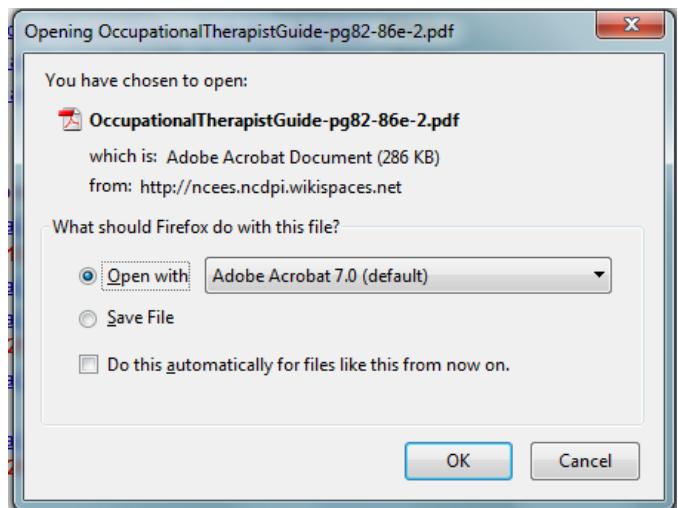 Opening OccupationalTherapistGuide-pg82-86e-2.pdf
You have chosen to open:
OccupationalTherapistGuide-pg82-86e-2.pdf
which is: Adobe Acrobat Document (286 KB)
from: http://ncees.ncdpi.wikispaces.net
What should Firefox do with this file?
Open with Adobe Acrobat 7.0 (default)
Save File
Do this automatically for files like this from now on.
OK Cancel